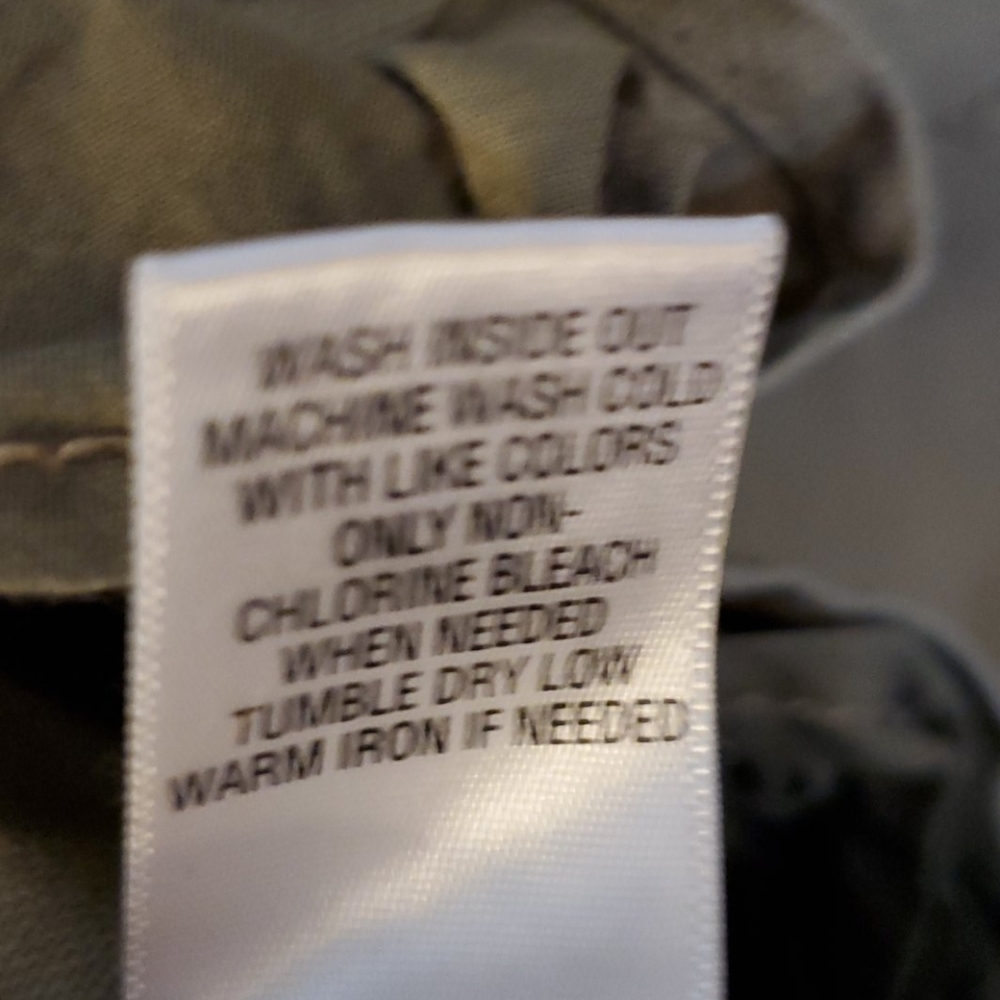 WASH INSIDE OUT
MACHINE WASH COLD
WITH LIKE COLORS
ONLY NON-
CHLORINE BLEACH
WHEN NEEDED
TUMBLE DRY LOW
WARM IRON IF NEEDED